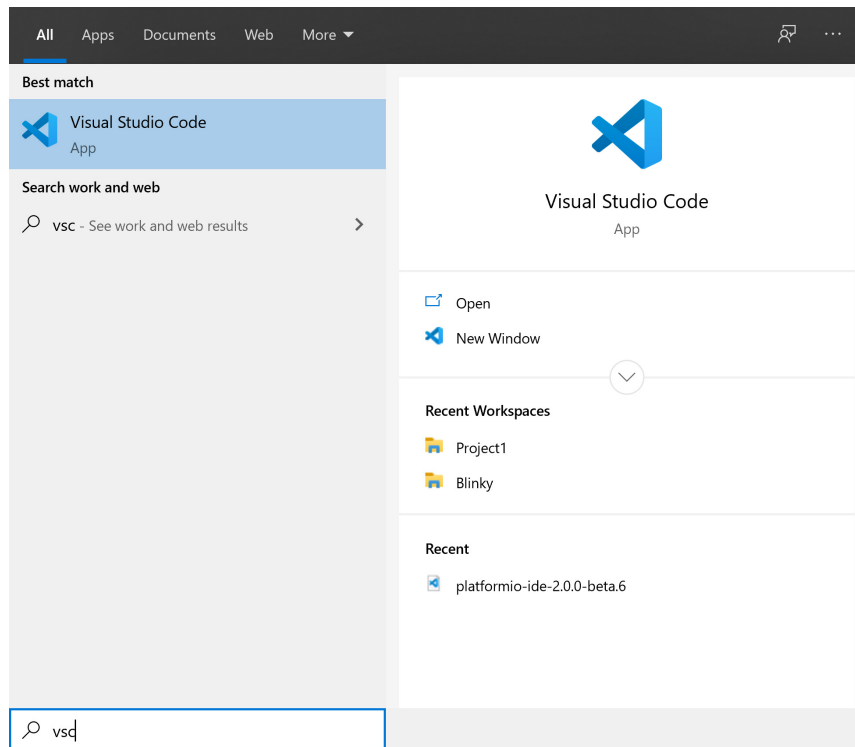 All Apps Documents Web More
Best match
Visual Studio Code
App
Search work and web
vsc - See work and web results
Visual Studio Code
App
Open
New Window
Recent Workspaces
Project1
Blinky
Recent
platformio-ide-2.0.0-beta.6
vsc